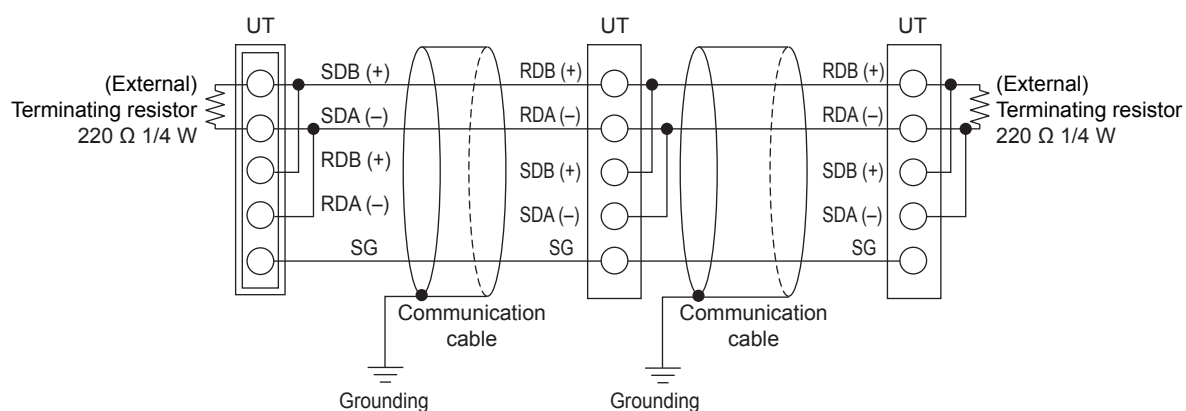 UT
UT
UT
(External)
Terminating resistor
220 Ω 1/4 W
SDB (+)
SDA (–)
RDB (+)
RDA (–)
SG
RDB (+)
RDA (–)
SDB (+)
SDA (–)
SG
RDB (+)
RDA (–)
SDB (+)
SDA (–)
SG
(External)
Terminating resistor
220 Ω 1/4 W
Communication
cable
Communication
cable
Grounding
Grounding